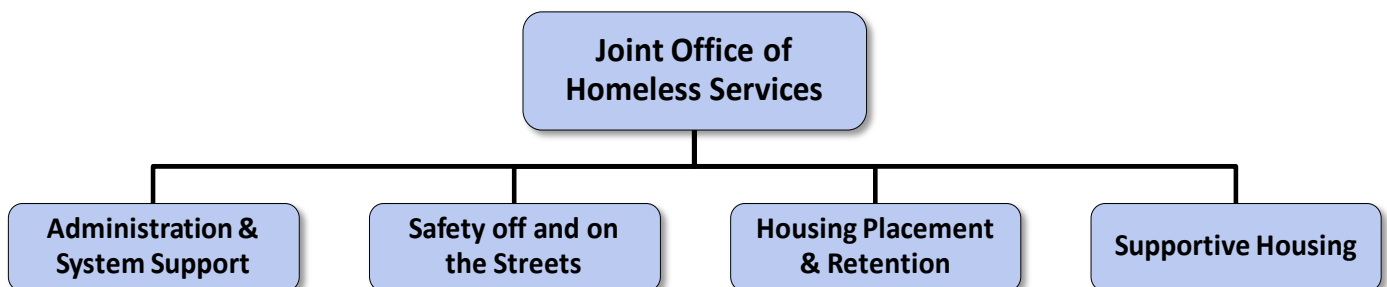 Joint Office of
Homeless Services
Administration &
System Support
Safety off and on
the Streets
Housing Placement
& Retention
Supportive Housing